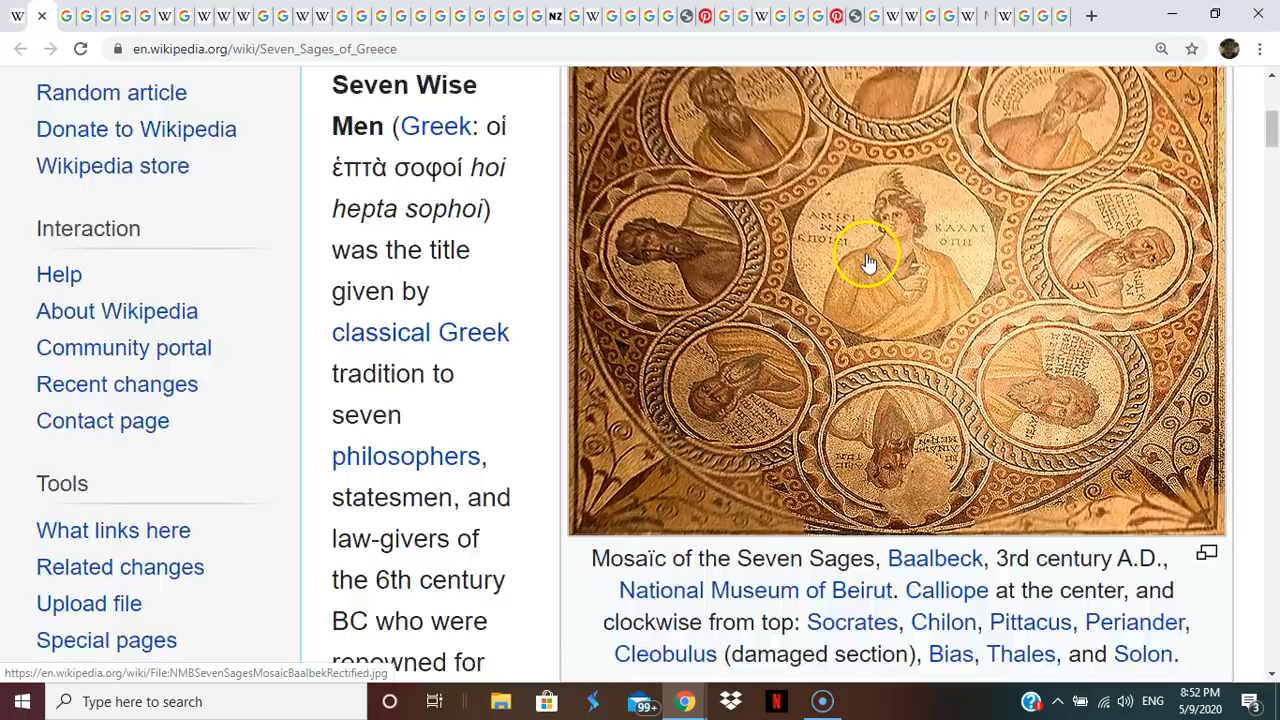 en.wikipedia.org/wiki/Seven_Sages_of_Greece
Random article
Donate to Wikipedia
Wikipedia store
Interaction
Help
About Wikipedia
Community portal
Recent changes
Contact page
Tools
What links here
Related changes
Upload file
Special pages
Seven Wise
Men (Greek: οἱ
ἑπτὰ σοφοί hoi
hepta sophoi)
was the title
given by
classical Greek
tradition to
seven
philosophers,
statesmen, and
law-givers of
the 6th century
BC who were
renowned for
ΚΑΛΛΙ
ΟΠΗ
Mosaïc of the Seven Sages, Baalbeck, 3rd century A.D.,
National Museum of Beirut. Calliope at the center, and
clockwise from top: Socrates, Chilon, Pittacus, Periander,
Cleobulus (damaged section), Bias, Thales, and Solon.
https://en.wikipedia.org/wiki/File:NMBSevenSagesMosaicBaalbekRectified.jpg
Type here to search
99+
ENG
8:52 PM
5/9/2020
3